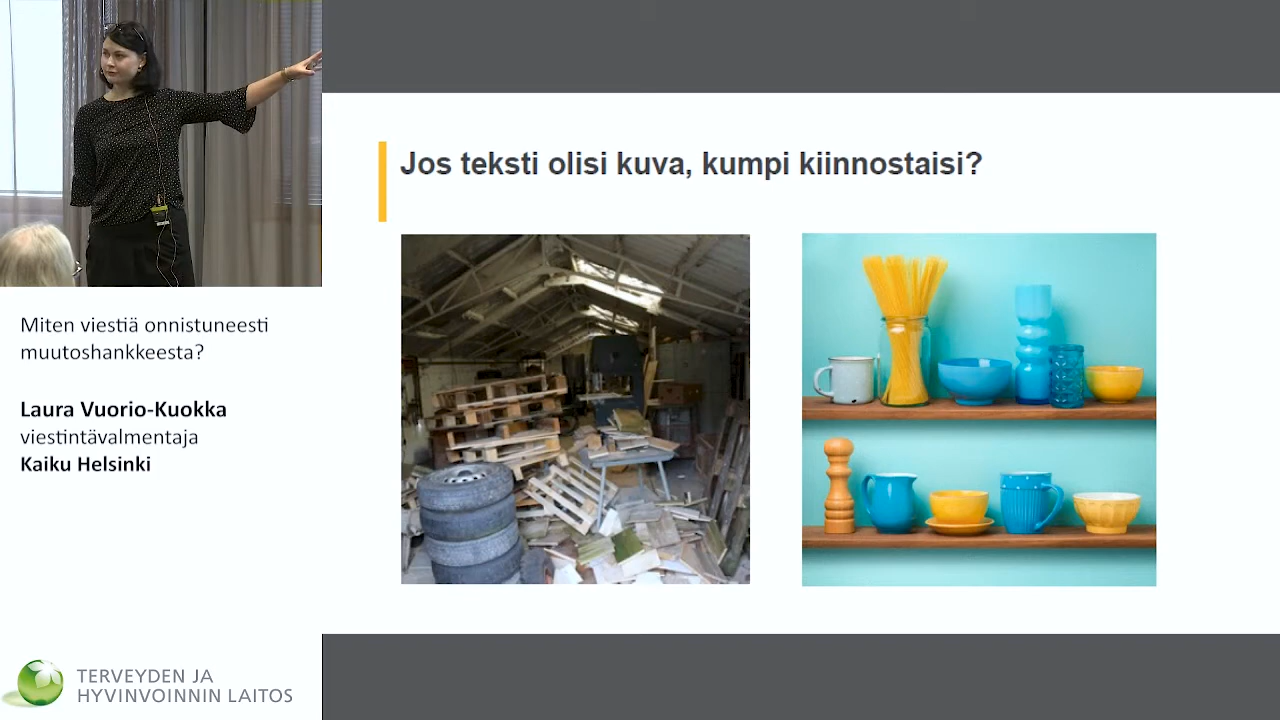 Jos teksti olisi kuva, kumpi kiinnostaisi?
Miten viestiä onnistuneesti
muutoshankkeesta?
Laura Vuorio-Kuokka
viestintävalmentaja
Kaiku Helsinki
TERVEYDEN JA
HYVINVOINNIN LAITOS